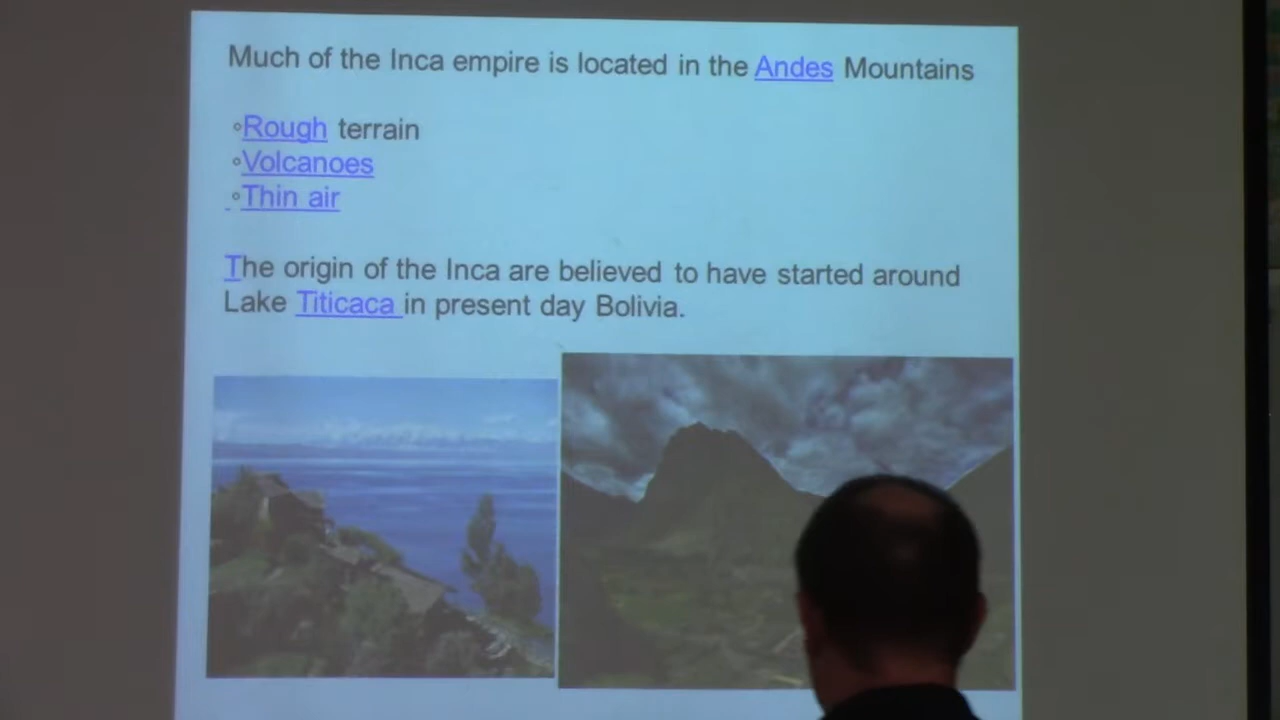 Much of the Inca empire is located in the Andes Mountains
◦Rough terrain
◦Volcanoes
◦Thin air
The origin of the Inca are believed to have started around
Lake Titicaca in present day Bolivia.